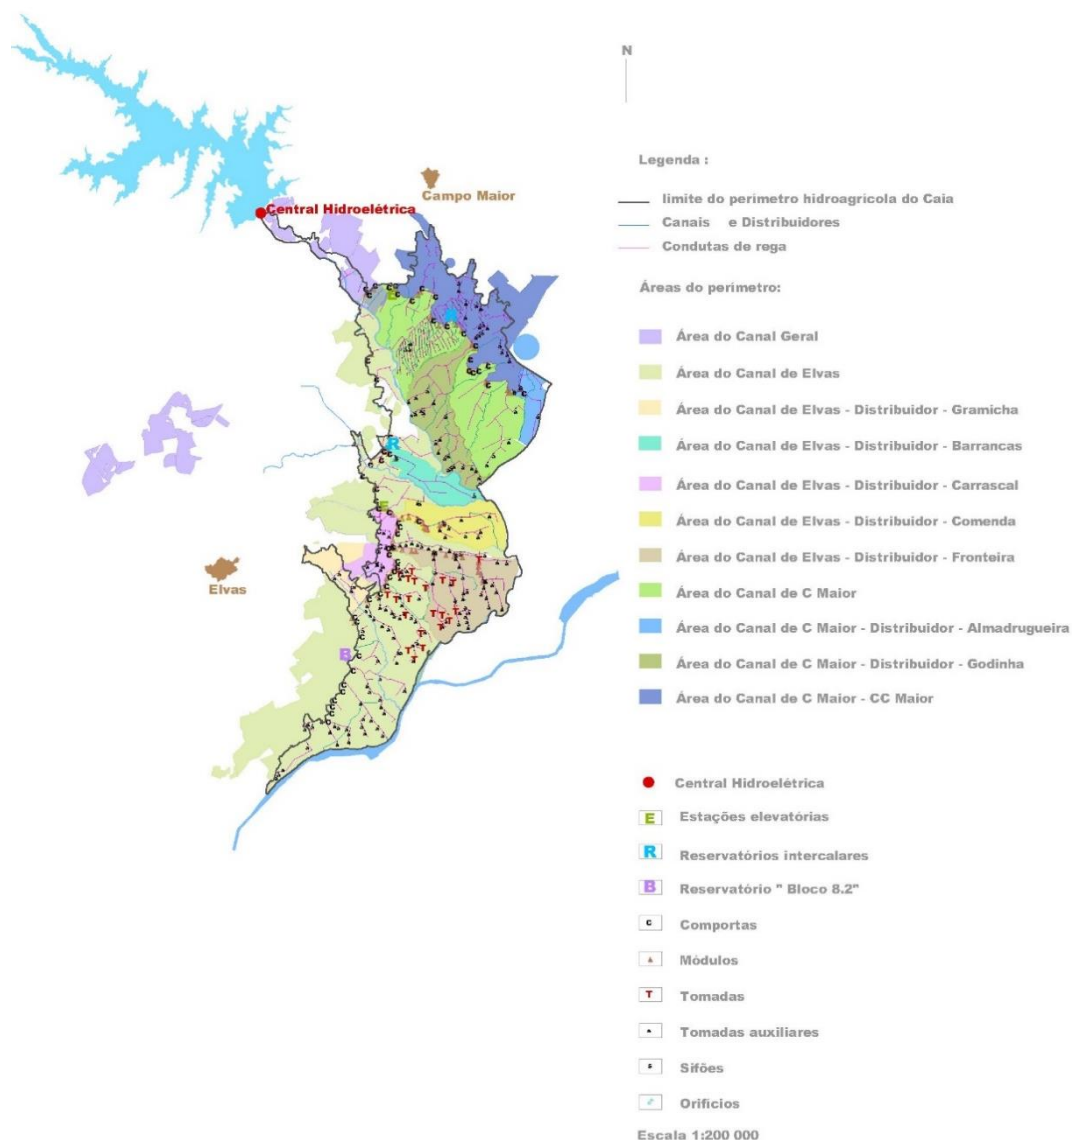 N
Legenda :
limite do perímetro hidroagrícola do Caia
Canais e Distribuidores
Condutas de rega
Áreas do perímetro:
Área do Canal Geral
Área do Canal de Elvas
Área do Canal de Elvas - Distribuidor - Gramicha
Área do Canal de Elvas - Distribuidor - Barrancas
Área do Canal de Elvas - Distribuidor - Carrascal
Área do Canal de Elvas - Distribuidor - Comenda
Área do Canal de Elvas - Distribuidor - Fronteira
Área do Canal de C Maior
Área do Canal de C Maior - Distribuidor - Almadrugueira
Área do Canal de C Maior - Distribuidor - Godinha
Área do Canal de C Maior - CC Maior
Central Hidroelétrica
E Estações elevatórias
R Reservatórios intercalares
B Reservatório " Bloco 8.2"
C Comportas
Módulos
T Tomadas
Tomadas auxiliares
Sifões
Orifícios
Escala 1:200 000
Campo Maior
Central Hidroelétrica
R
E
Elvas
B